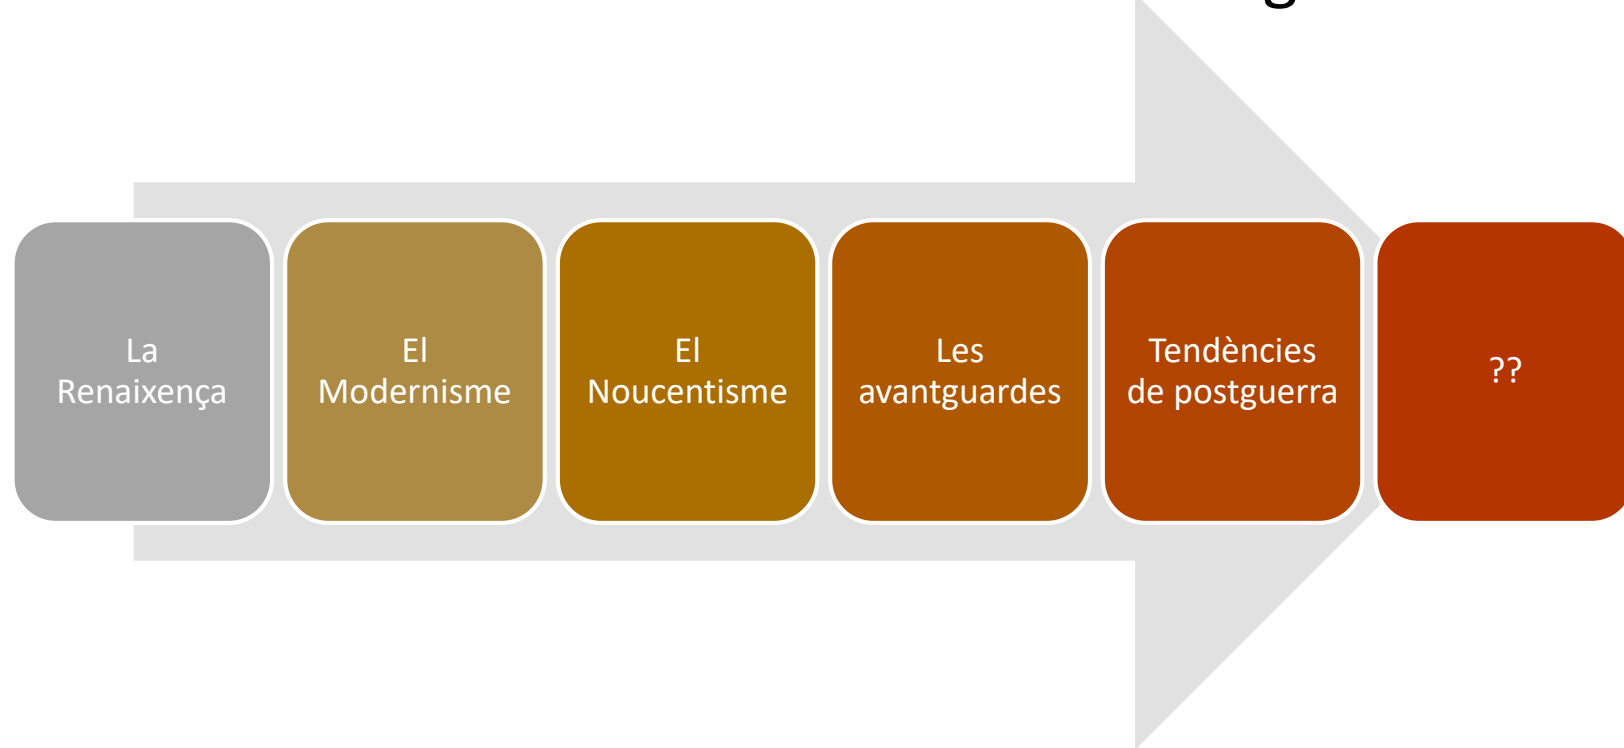 La
Renaixença
El
Modernisme
El
Noucentisme
Les
avantguardes
Tendències
de postguerra
??